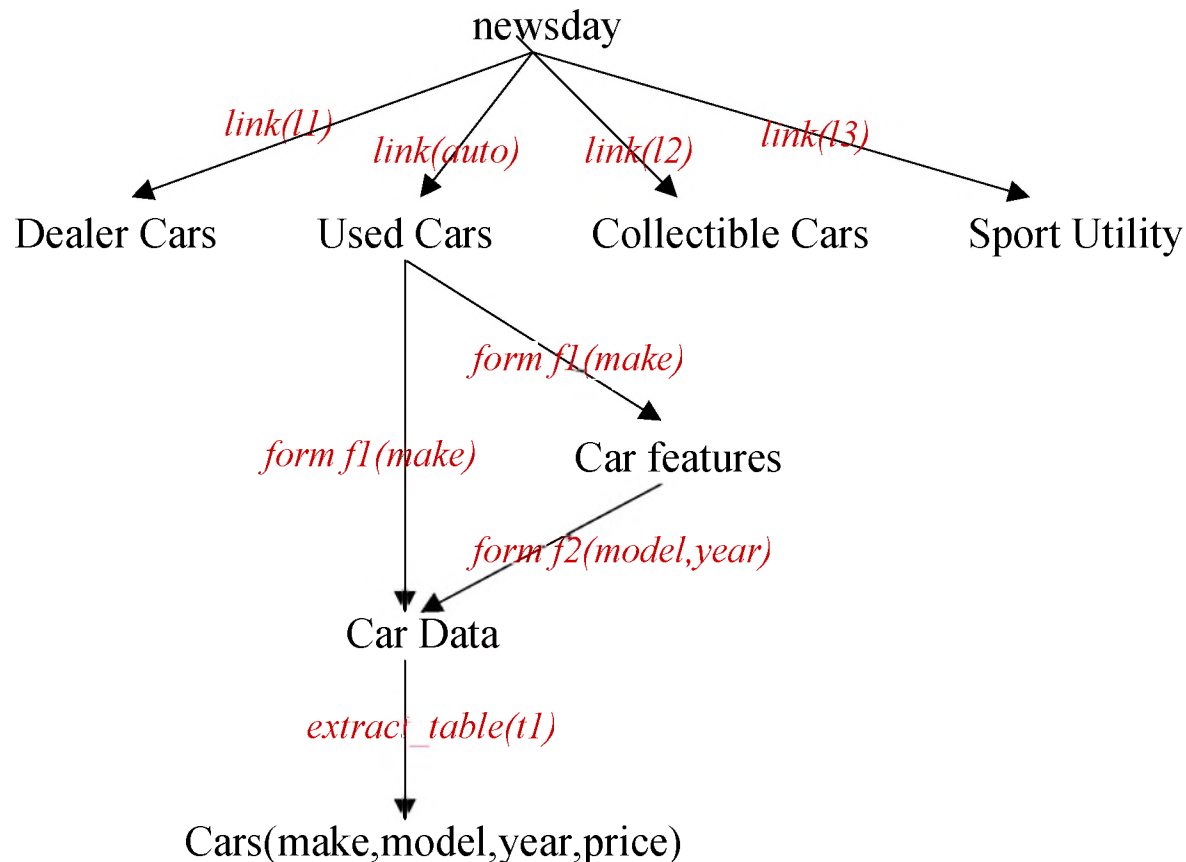 newsday
link(l1)
link(auto)
link(l2)
link(l3)
Dealer Cars
Used Cars
Collectible Cars
Sport Utility
form f1(make)
form f1(make)
Car features
form f2(model,year)
Car Data
extract_table(t1)
Cars(make,model,year,price)